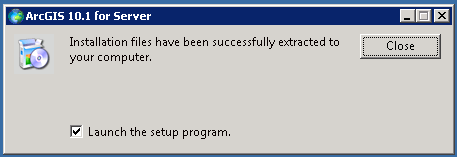 ArcGIS 10.1 for Server
Installation files have been successfully extracted to
your computer.
Close
Launch the setup program.